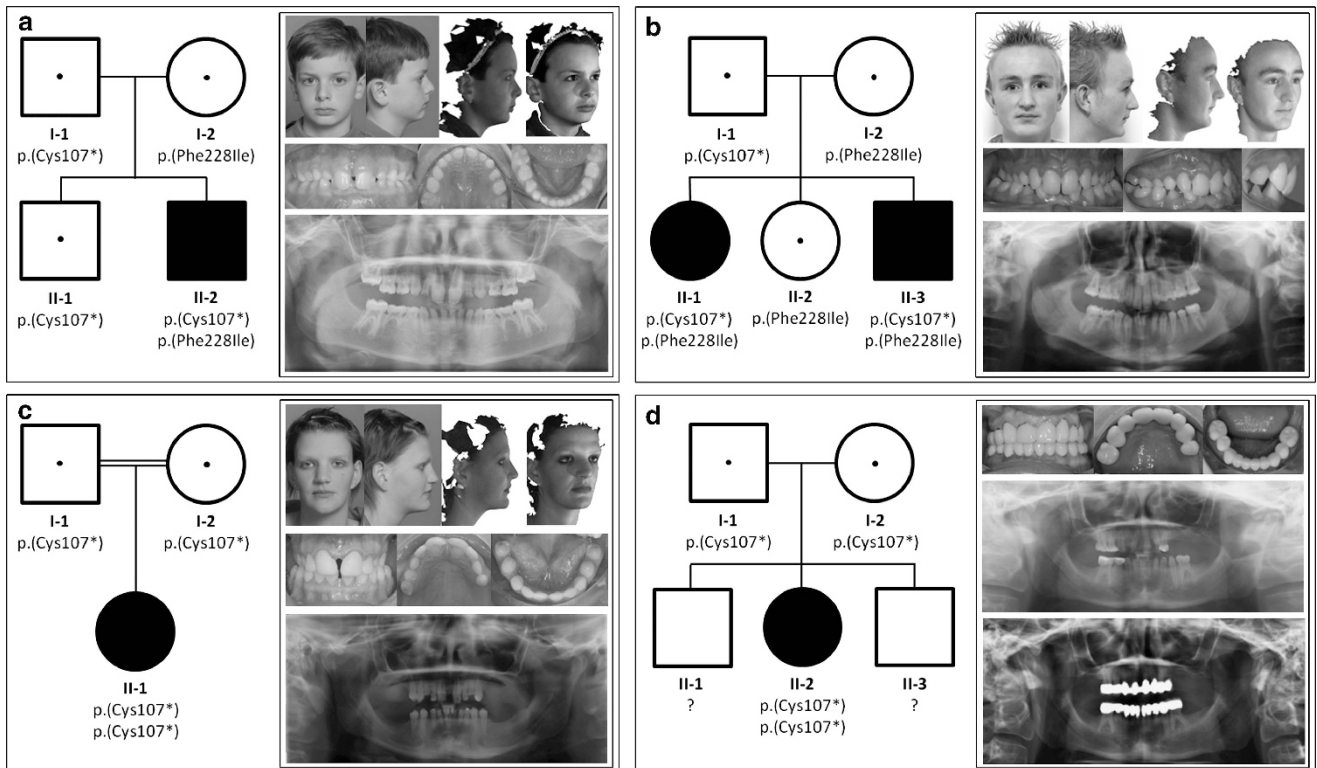 a
I-1
p.(Cys107*)
I-2
p.(Phe228Ile)
II-1
p.(Cys107*)
II-2
p.(Cys107*)
p.(Phe228Ile)
b
I-1
p.(Cys107*)
I-2
p.(Phe228Ile)
II-1
p.(Cys107*)
p.(Phe228Ile)
II-2
p.(Phe228Ile)
II-3
p.(Cys107*)
p.(Phe228Ile)
c
I-1
p.(Cys107*)
I-2
p.(Cys107*)
II-1
p.(Cys107*)
p.(Cys107*)
d
I-1
p.(Cys107*)
I-2
p.(Cys107*)
II-1
?
II-2
p.(Cys107*)
p.(Cys107*)
II-3
?